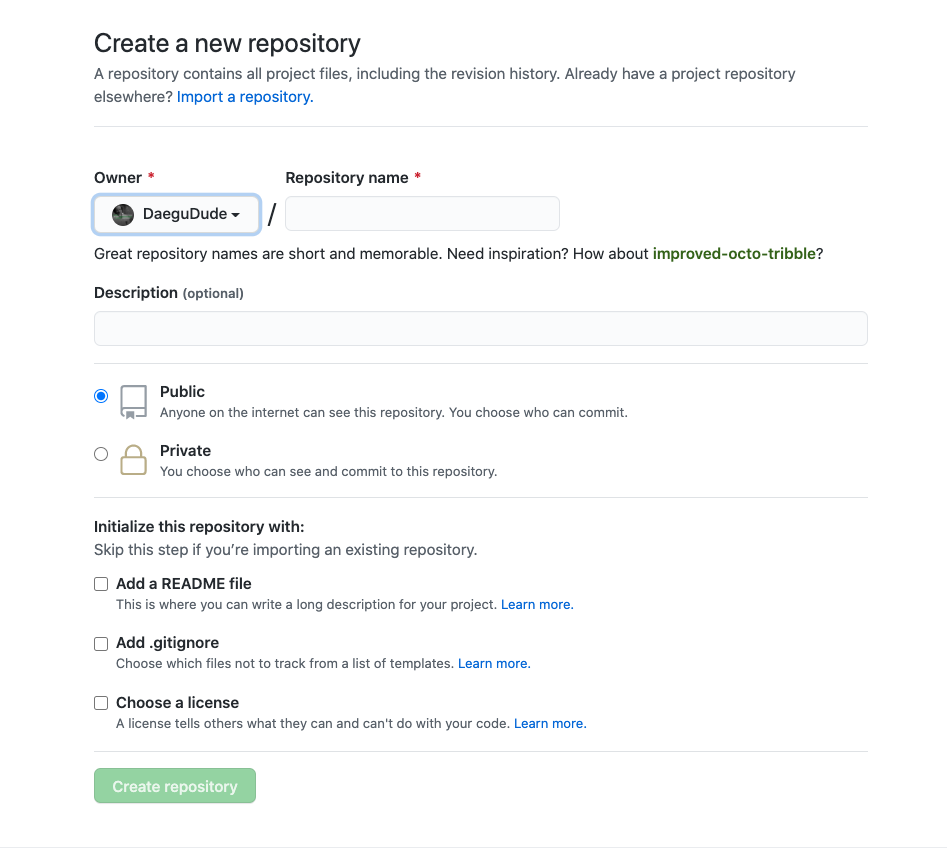 Create a new repository
A repository contains all project files, including the revision history. Already have a project repository
elsewhere? Import a repository.
Owner * Repository name *
DaeguDude /
Great repository names are short and memorable. Need inspiration? How about improved-octo-tribble?
Description (optional)
Public
Anyone on the internet can see this repository. You choose who can commit.
Private
You choose who can see and commit to this repository.
Initialize this repository with:
Skip this step if you’re importing an existing repository.
Add a README file
This is where you can write a long description for your project. Learn more.
Add .gitignore
Choose which files not to track from a list of templates. Learn more.
Choose a license
A license tells others what they can and can't do with your code. Learn more.
Create repository